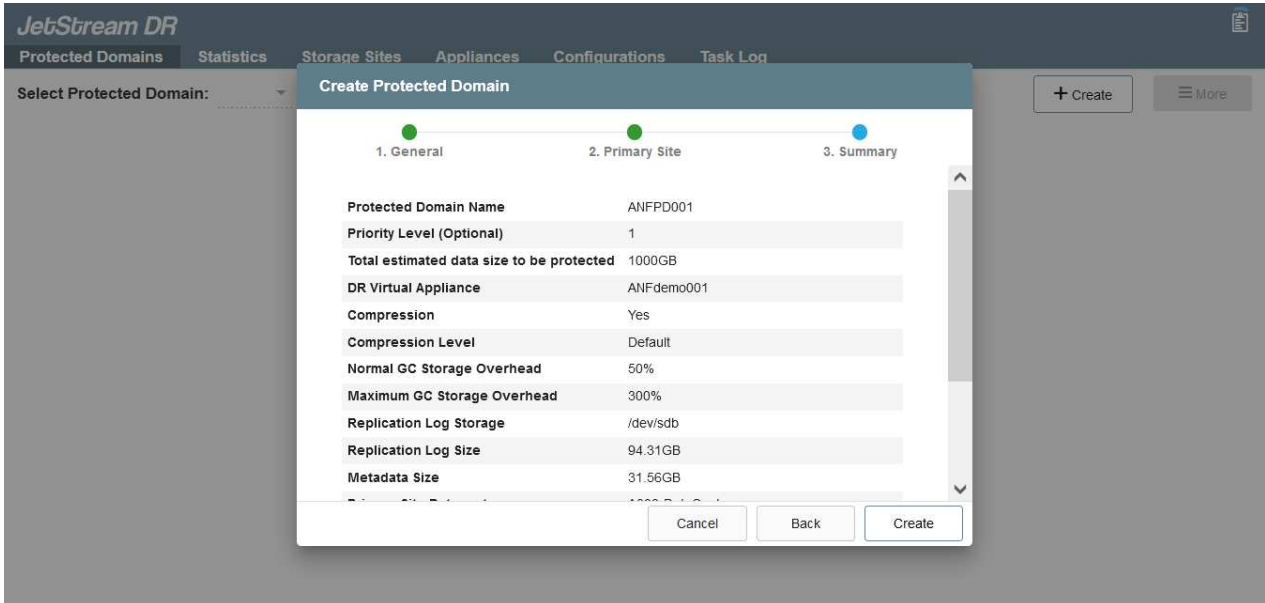 JetStream DR
Protected Domains Statistics Storage Sites Appliances Configurations Task Log
Select Protected Domain:
+ Create
More
Create Protected Domain
1. General 2. Primary Site 3. Summary
Protected Domain Name ANFPD001
Priority Level (Optional) 1
Total estimated data size to be protected 1000GB
DR Virtual Appliance ANFdemo001
Compression Yes
Compression Level Default
Normal GC Storage Overhead 50%
Maximum GC Storage Overhead 300%
Replication Log Storage /dev/sdb
Replication Log Size 94.31GB
Metadata Size 31.56GB
Cancel Back Create